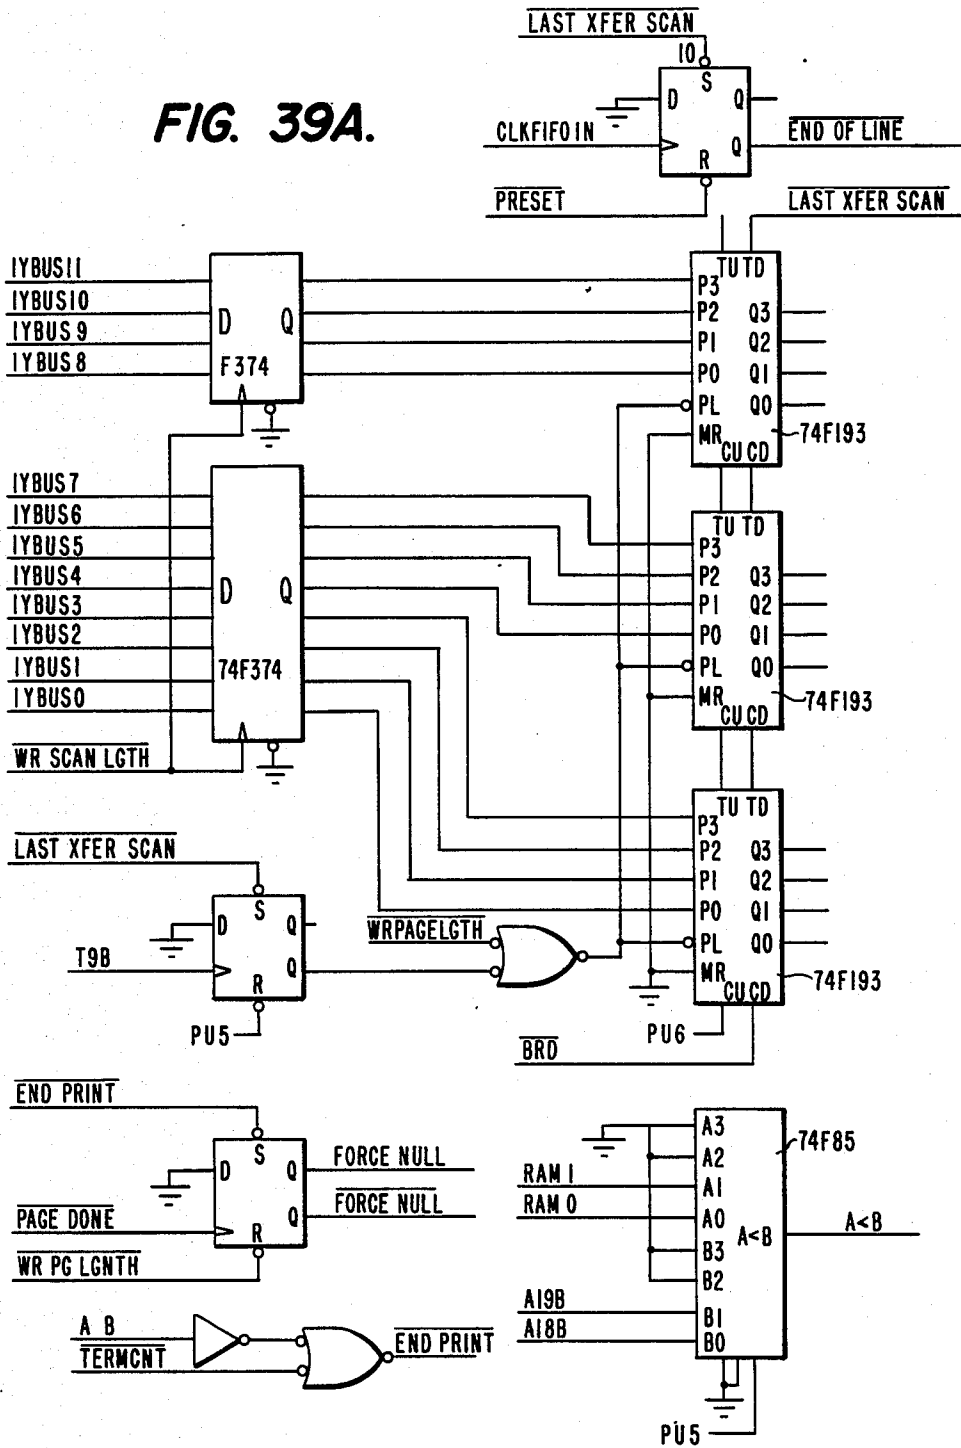 LAST XFER SCAN
10
S
D
Q
FIG. 39A.
CLKFIFOIN
Q
END OF LINE
R
PRESET
LAST XFER SCAN
TU TD
IYBUS11
IYBUS10
IYBUS9
IYBUS8
D
Q
F374
P3
P2
P1
P0
PL
MR
Q3
Q2
Q1
Q0
CU CD
74F193
IYBUS7
IYBUS6
IYBUS5
IYBUS4
IYBUS3
IYBUS2
IYBUS1
IYBUS0
D
Q
74F374
TU TD
P3
P2
P1
P0
PL
MR
Q3
Q2
Q1
Q0
CU CD
74F193
WR SCAN LGTH
LAST XFER SCAN
S
D
Q
T9B
Q
R
PU5
WRPAGELGTH
TU TD
P3
P2
P1
P0
PL
MR
Q3
Q2
Q1
Q0
CU CD
74F193
PU6
BRD
END PRINT
S
D
Q
FORCE NULL
Q
FORCE NULL
PAGE DONE
R
WR PG LGNTH
74F85
A3
A2
RAM 1
A1
RAM 0
A0
A<B
A<B
B3
B2
A19B
B1
A18B
B0
PU5
A B
TERMCNT
END PRINT